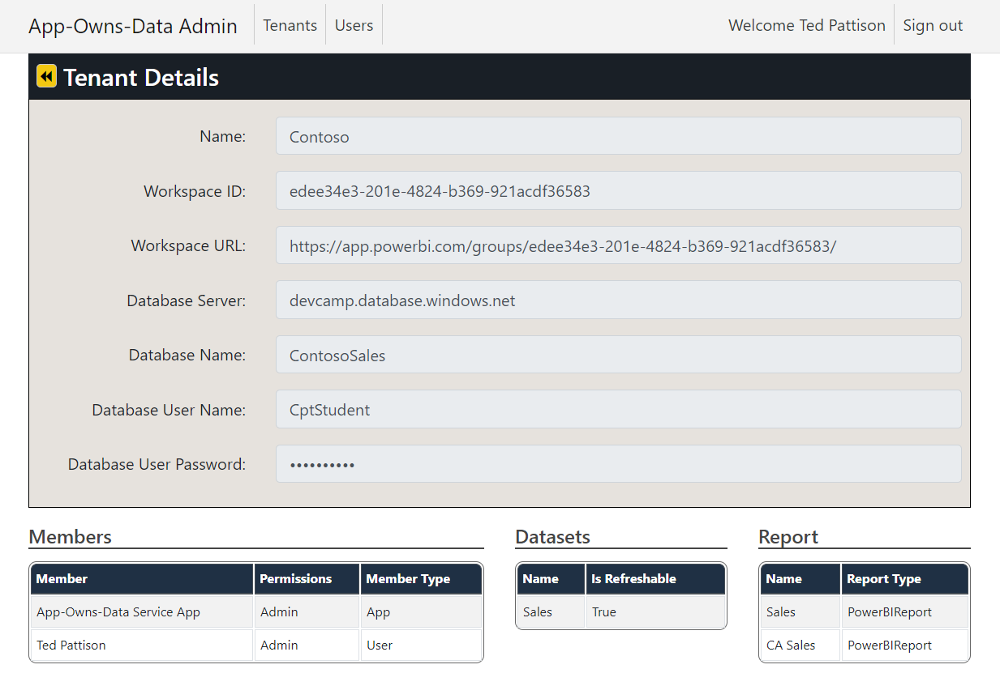 App-Owns-Data Admin Tenants Users Welcome Ted Pattison Sign out
Tenant Details
Name: Contoso
Workspace ID: edee34e3-201e-4824-b369-921acdf36583
Workspace URL: https://app.powerbi.com/groups/edee34e3-201e-4824-b369-921acdf36583/
Database Server: devcamp.database.windows.net
Database Name: ContosoSales
Database User Name: CptStudent
Database User Password: ••••••••••
Members
Member Permissions Member Type
App-Owns-Data Service App Admin App
Ted Pattison Admin User
Datasets
Name Is Refreshable
Sales True
Report
Name Report Type
Sales PowerBIReport
CA Sales PowerBIReport